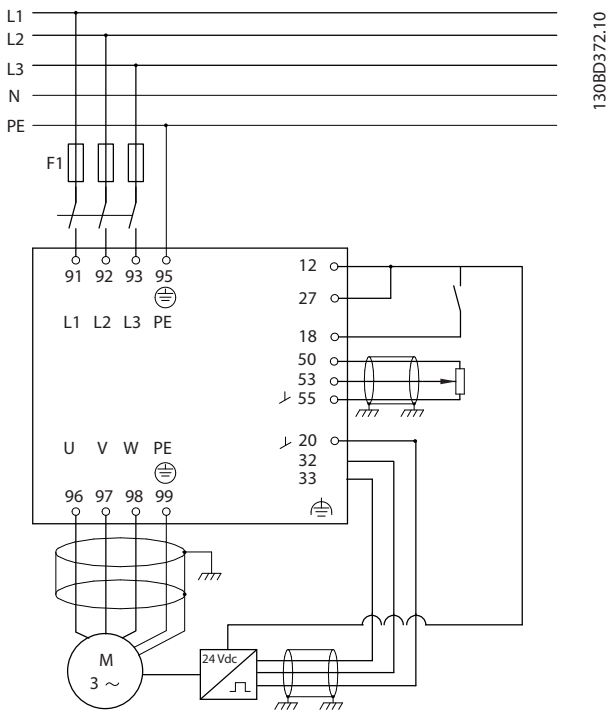 L1
L2
L3
N
PE
130BD372.10
F1
91 92 93 95
L1 L2 L3 PE
12
27
18
50
53
55
20
32
33
U V W PE
96 97 98 99
M
3 ~
24 Vdc